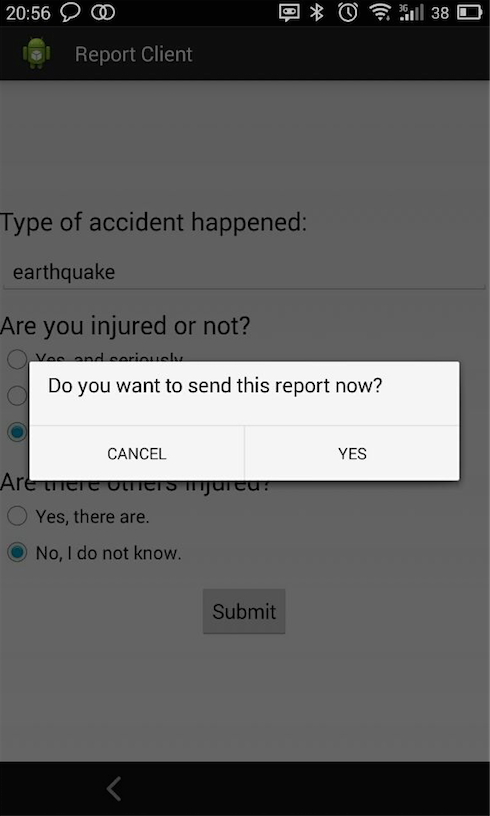 20:56 3G 38
Report Client
Type of accident happened:
earthquake
Are you injured or not?
Yes, and seriously
Do you want to send this report now?
CANCEL YES
Are there others injured?
Yes, there are.
No, I do not know.
Submit